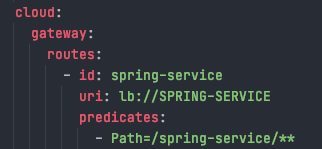 cloud:
gateway:
routes:
- id: spring-service
uri: lb://SPRING-SERVICE
predicates:
- Path=/spring-service/**